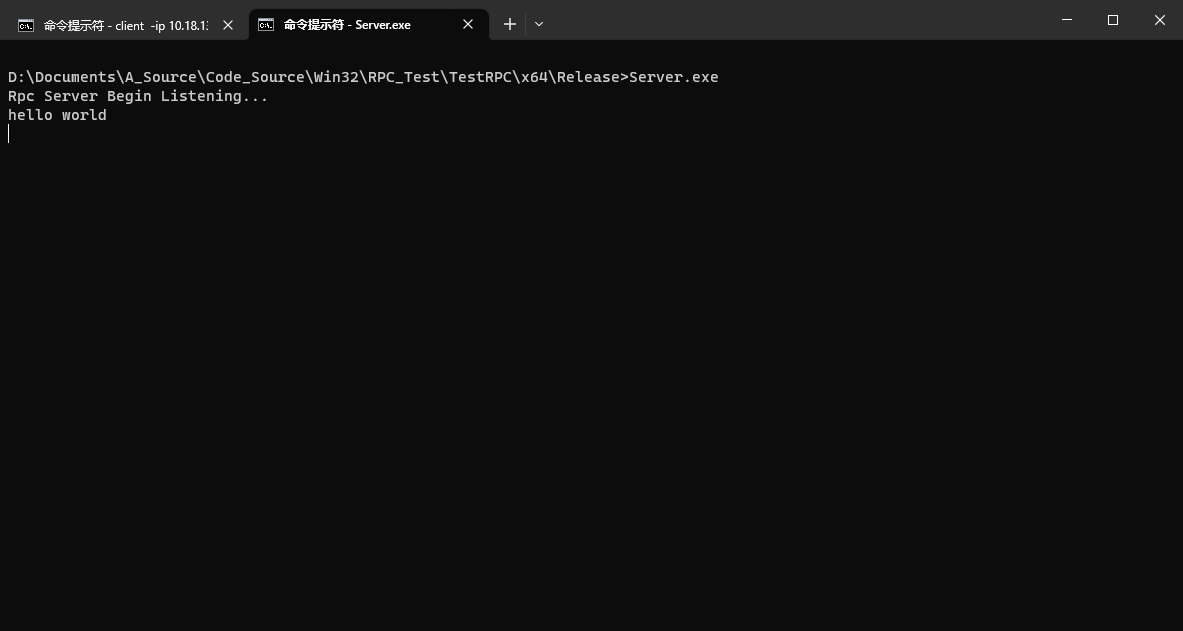 命令提示符 - client -ip 10.18.1
命令提示符 - Server.exe
D:\Documents\A_Source\Code_Source\Win32\RPC_Test\TestRPC\x64\Release>Server.exe
Rpc Server Begin Listening...
hello world